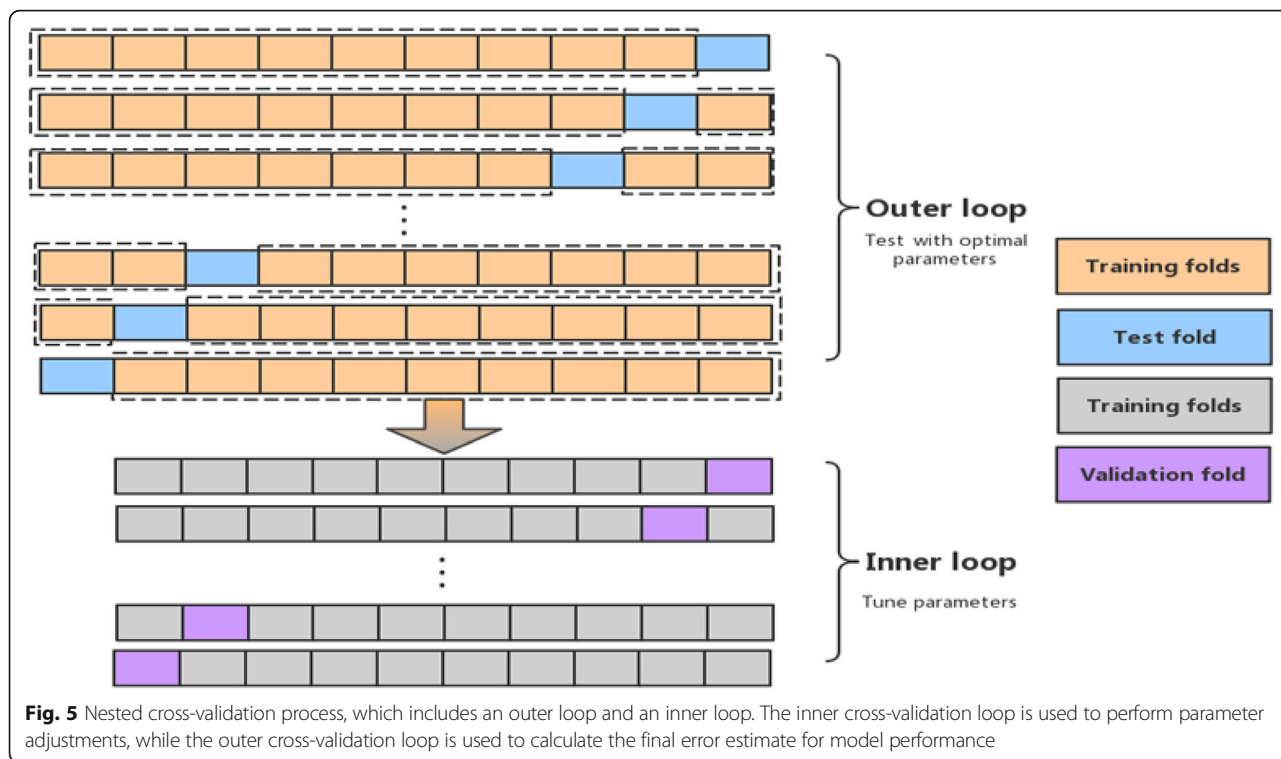 Outer loop
Test with optimal
parameters
Training folds
Test fold
Training folds
Validation fold
Inner loop
Tune parameters
Fig. 5 Nested cross-validation process, which includes an outer loop and an inner loop. The inner cross-validation loop is used to perform parameter
adjustments, while the outer cross-validation loop is used to calculate the final error estimate for model performance